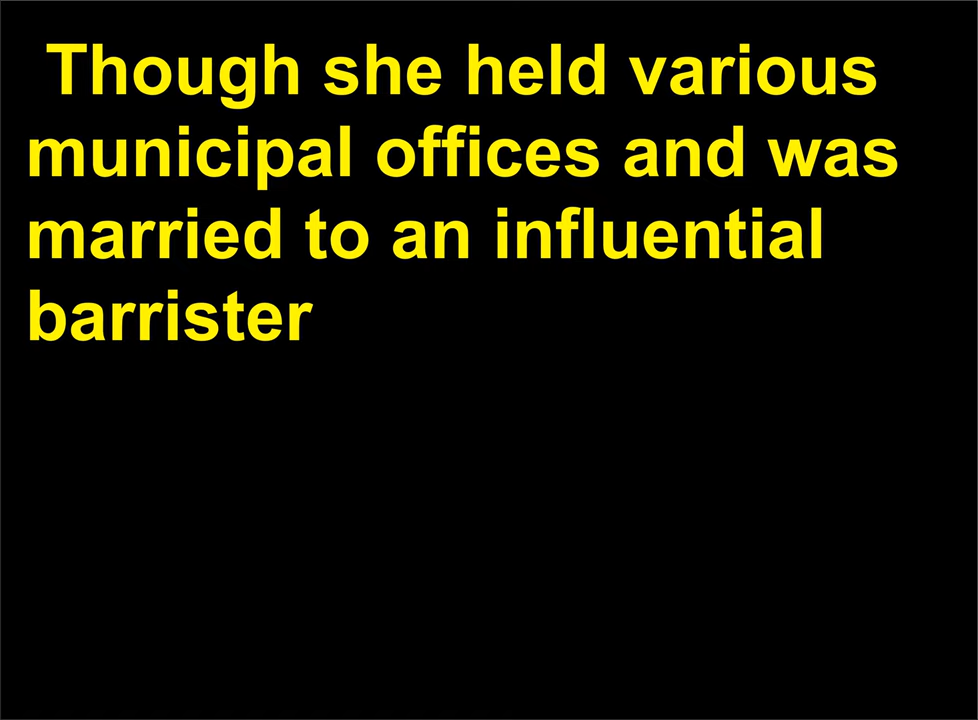 Though she held various
municipal offices and was
married to an influential
barrister